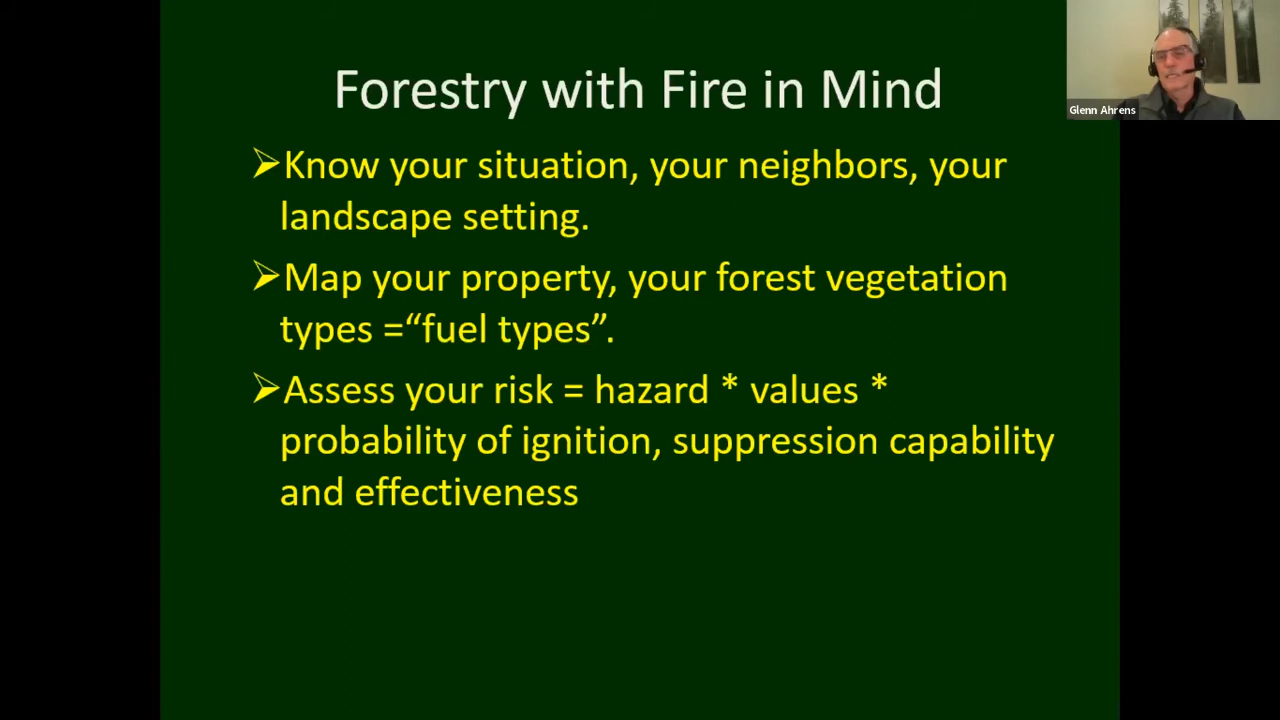 Forestry with Fire in Mind
Glenn Ahrens
➢Know your situation, your neighbors, your
landscape setting.
➢Map your property, your forest vegetation
types =“fuel types”.
➢Assess your risk = hazard * values *
probability of ignition, suppression capability
and effectiveness